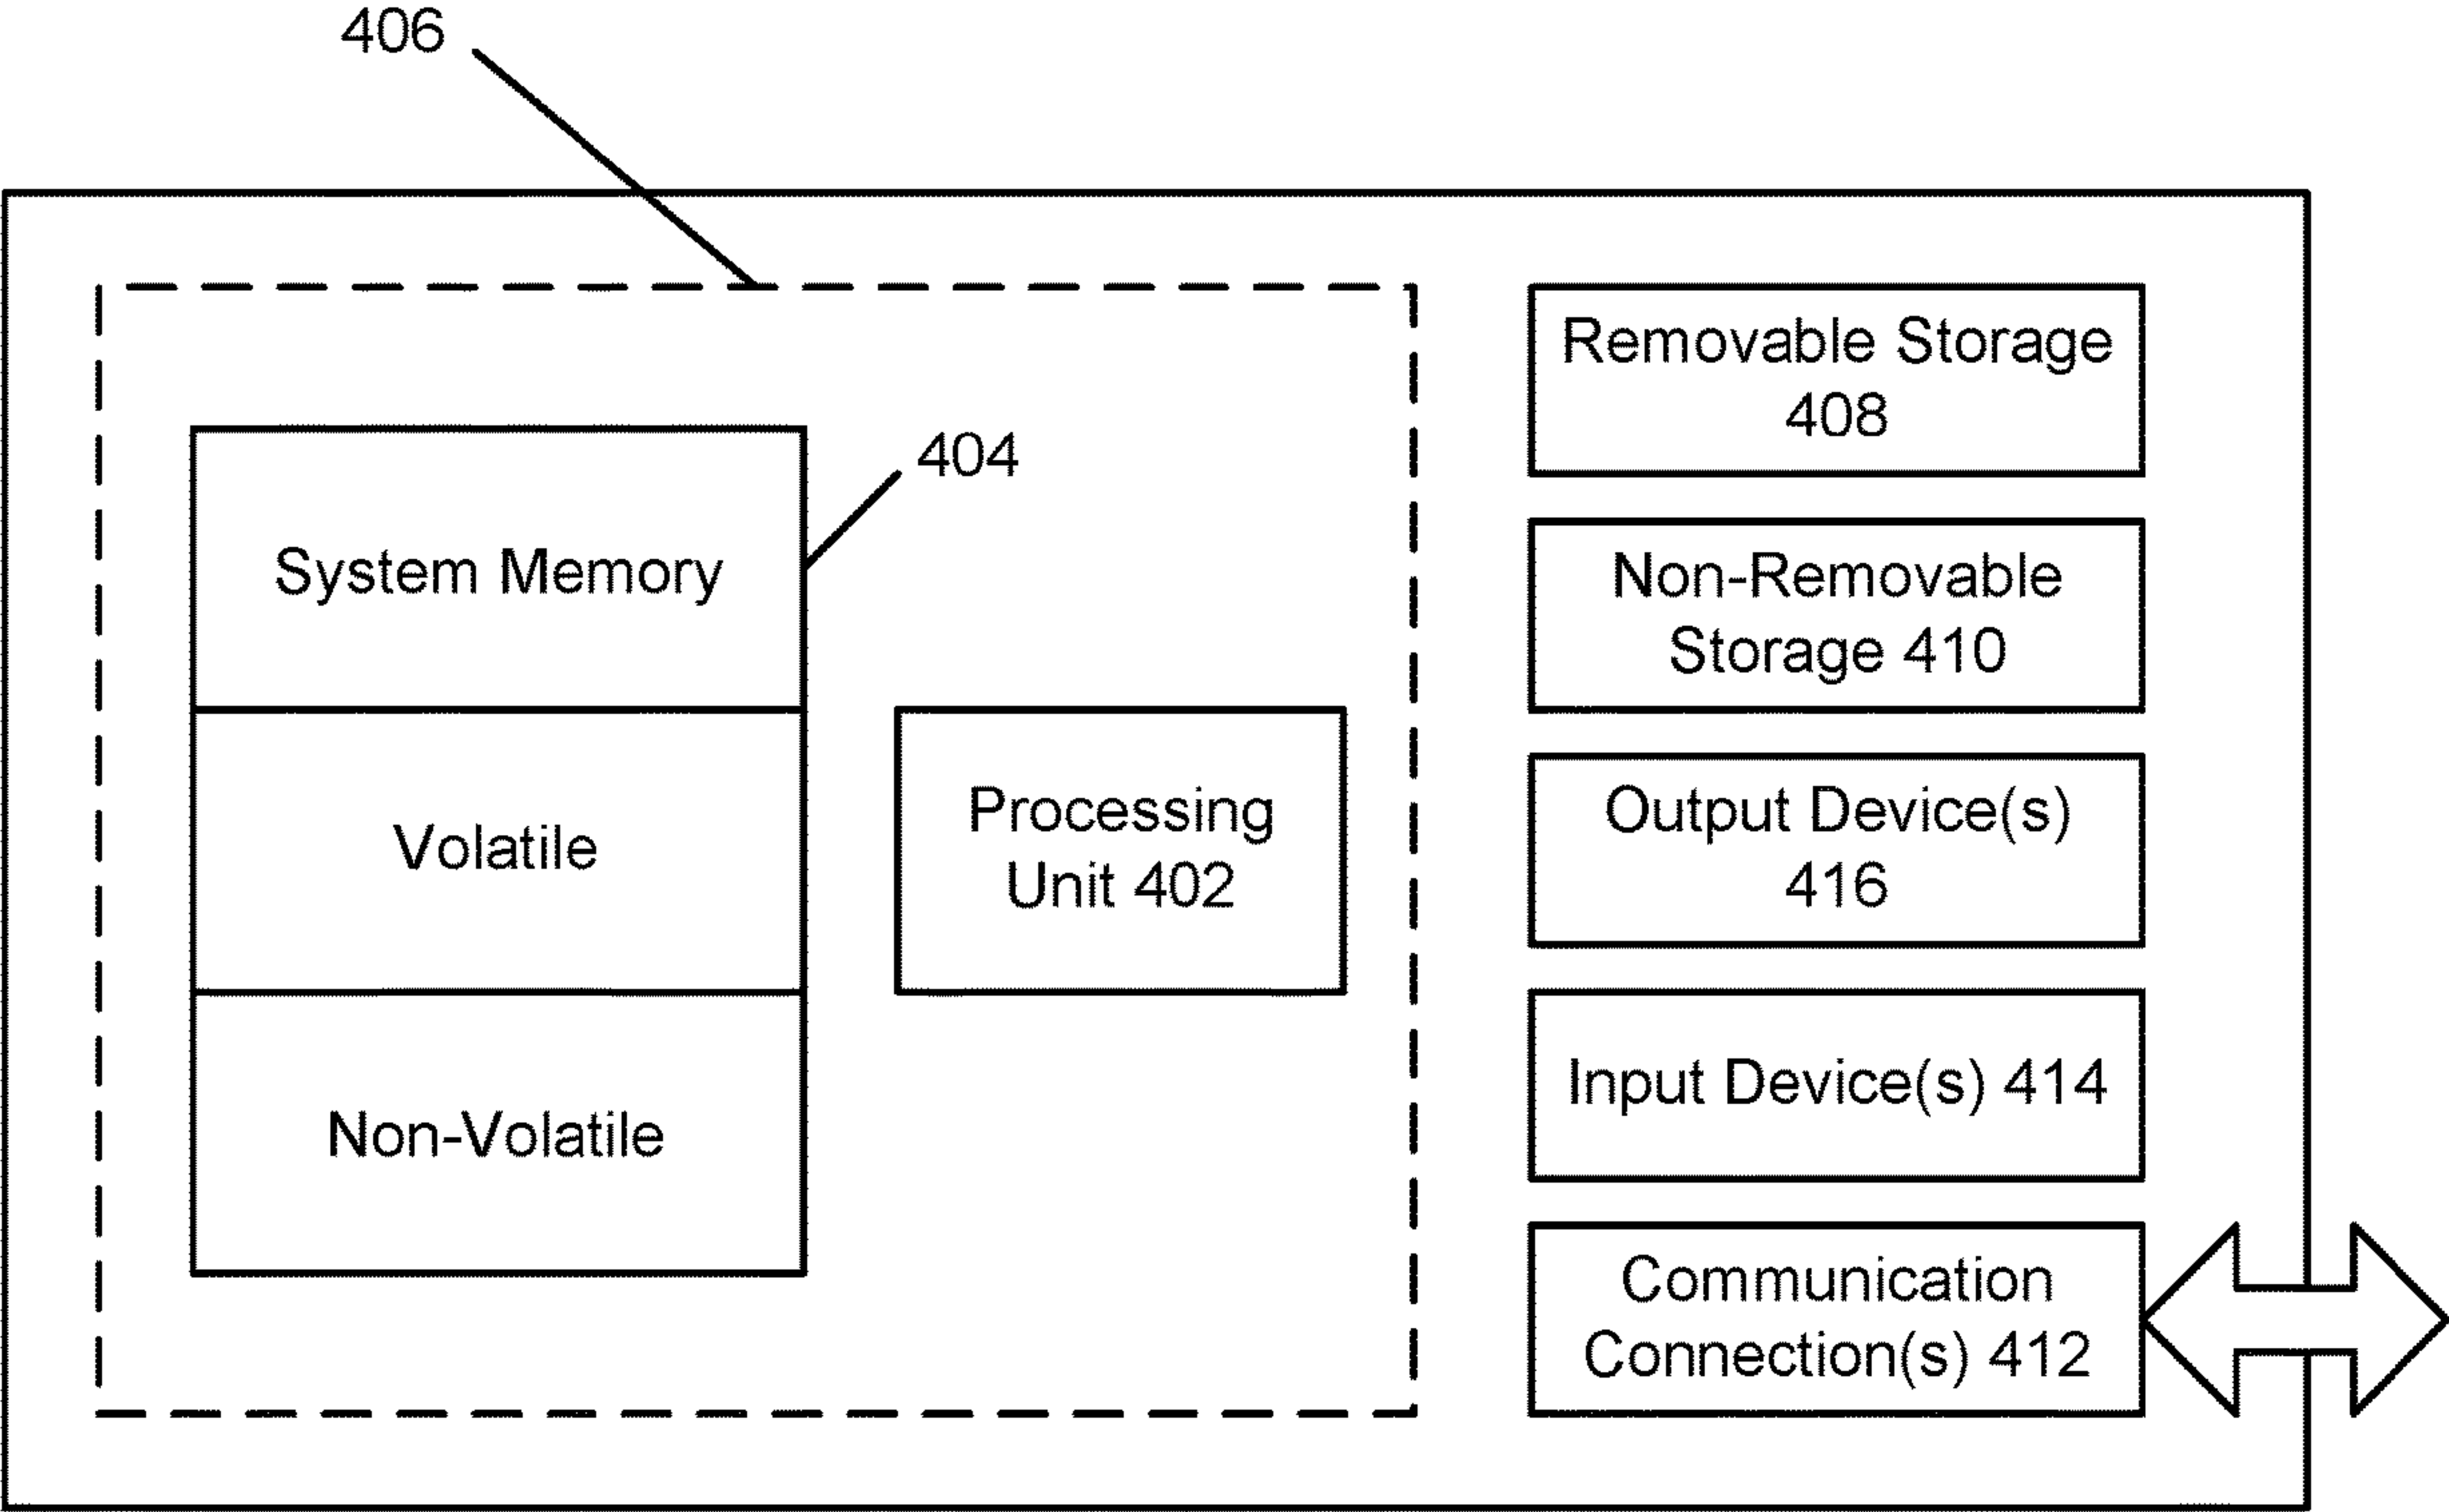 406
404
System Memory
Volatile
Non-Volatile
Processing
Unit 402
Removable Storage
408
Non-Removable
Storage 410
Output Device(s)
416
Input Device(s) 414
Communication
Connection(s) 412